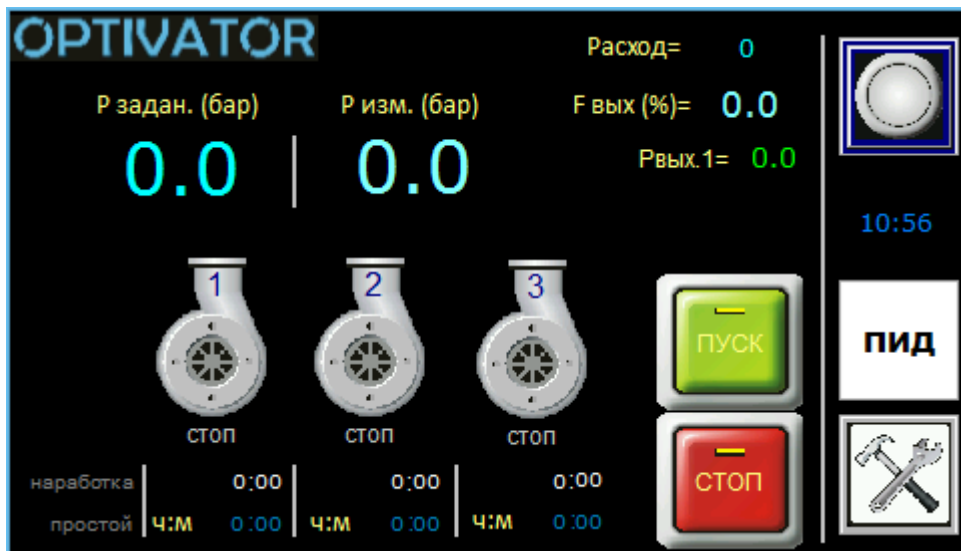 OPTIVATOR
Расход= 0
P задан. (бар) P изм. (бар) F вых (%)= 0.0
0.0 0.0
Pвых.1= 0.0
10:56
1 2 3
ПУСК
пид
стоп стоп стоп
СТОП
наработка 0:00 0:00 0:00
простой ч:м 0:00 ч:м 0:00 ч:м 0:00